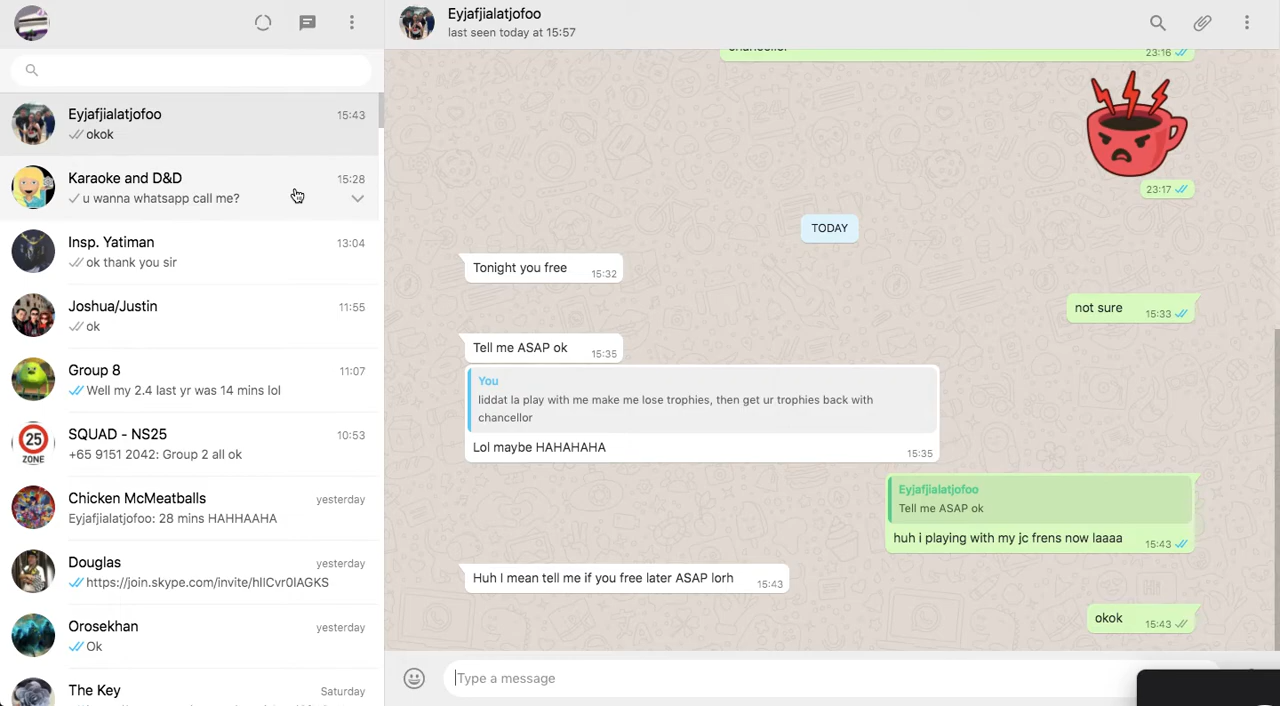 Eyjafjialatjofoo
15:43
okok
Karaoke and D&D
15:28
u wanna whatsapp call me?
Insp. Yatiman
13:04
ok thank you sir
Joshua/Justin
11:55
ok
Group 8
11:07
Well my 2.4 last yr was 14 mins lol
25
ZONE
SQUAD - NS25
10:53
+65 9151 2042: Group 2 all ok
Chicken McMeatballs
yesterday
Eyjafjialatjofoo: 28 mins HAHHAAHA
Douglas
yesterday
https://join.skype.com/invite/hIICvr0IAGKS
Orosekhan
yesterday
Ok
The Key
Saturday
Eyjafjialatjofoo
last seen today at 15:57
chancellor
23:16
23:17
TODAY
Tonight you free
15:32
not sure
15:33
Tell me ASAP ok
15:35
You
liddat la play with me make me lose trophies, then get ur trophies back with
chancellor
Lol maybe HAHAHAHA
15:35
Eyjafjialatjofoo
Tell me ASAP ok
huh i playing with my jc frens now laaaa
15:43
Huh I mean tell me if you free later ASAP lorh
15:43
okok
15:43
Type a message